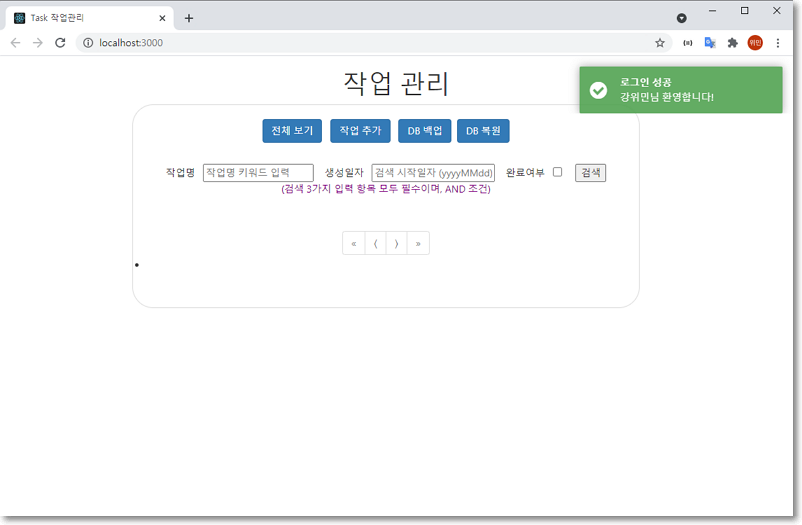 Task 작업관리
localhost:3000
위민
작업 관리
로그인 성공
강위민님 환영합니다!
전체 보기 작업 추가 DB 백업 DB 복원
작업명 작업명 키워드 입력 생성일자 검색 시작일자 (yyyyMMdd) 완료여부 검색
(검색 3가지 입력 항목 모두 필수이며, AND 조건)
« ⟨ ⟩ »